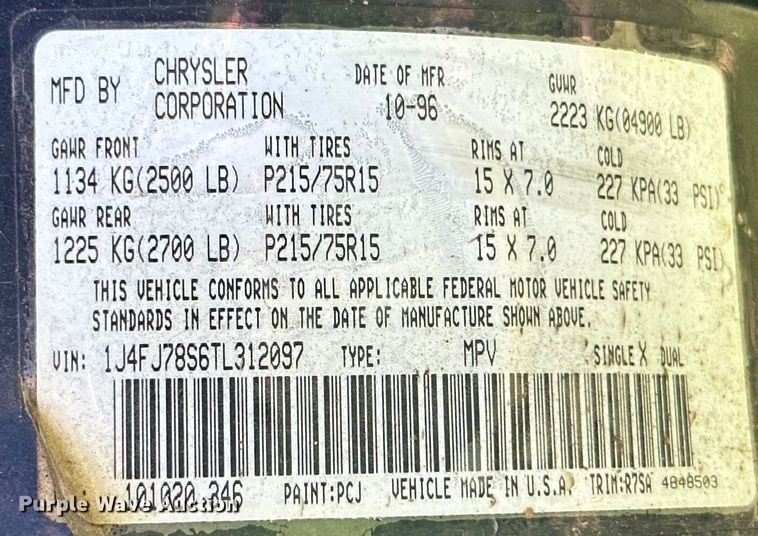 MFD BY CHRYSLER CORPORATION DATE OF MFR 10-96 GVWR 2223 KG(04900 LB)
GAWR FRONT WITH TIRES RIMS AT COLD
1134 KG(2500 LB) P215/75R15 15 X 7.0 227 KPA(33 PSI)
GAWR REAR WITH TIRES RIMS AT COLD
1225 KG(2700 LB) P215/75R15 15 X 7.0 227 KPA(33 PSI)
THIS VEHICLE CONFORMS TO ALL APPLICABLE FEDERAL MOTOR VEHICLE SAFETY
STANDARDS IN EFFECT ON THE DATE OF MANUFACTURE SHOWN ABOVE.
VIN: 1J4FJ78S6TL312097 TYPE: MPV SINGLE X DUAL
101020 346 PAINT:PCJ VEHICLE MADE IN U.S.A. TRIM:R7SA 4848503
Purple Wave Auction